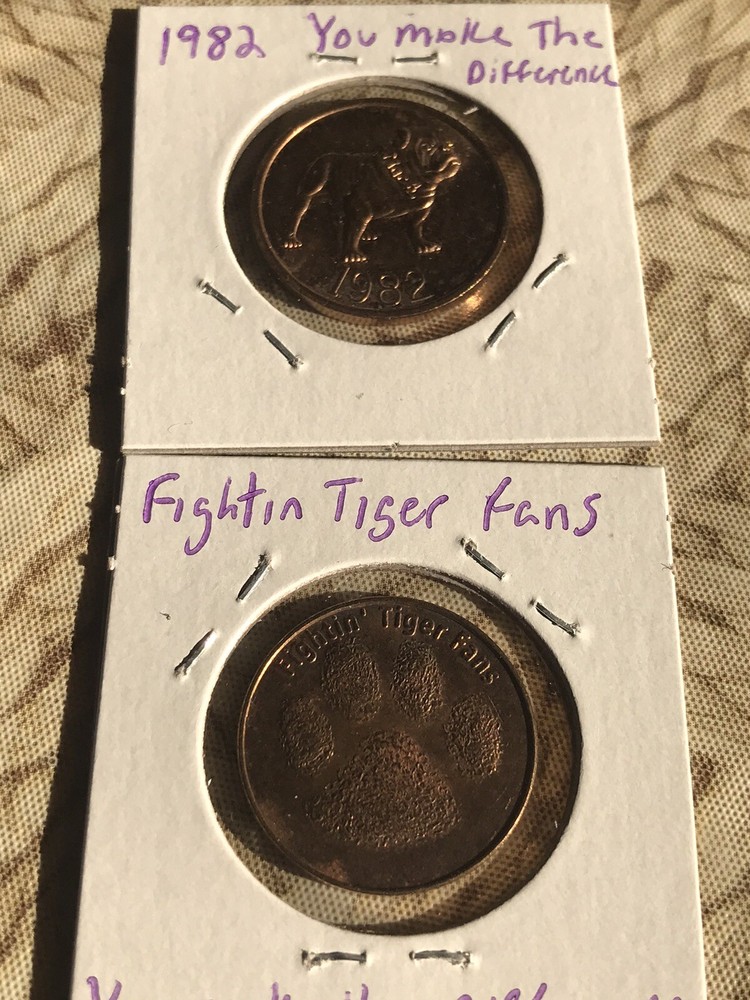 1982 You make The
Difference
1982
Fightin Tiger Fans
Fightin' Tiger Fans